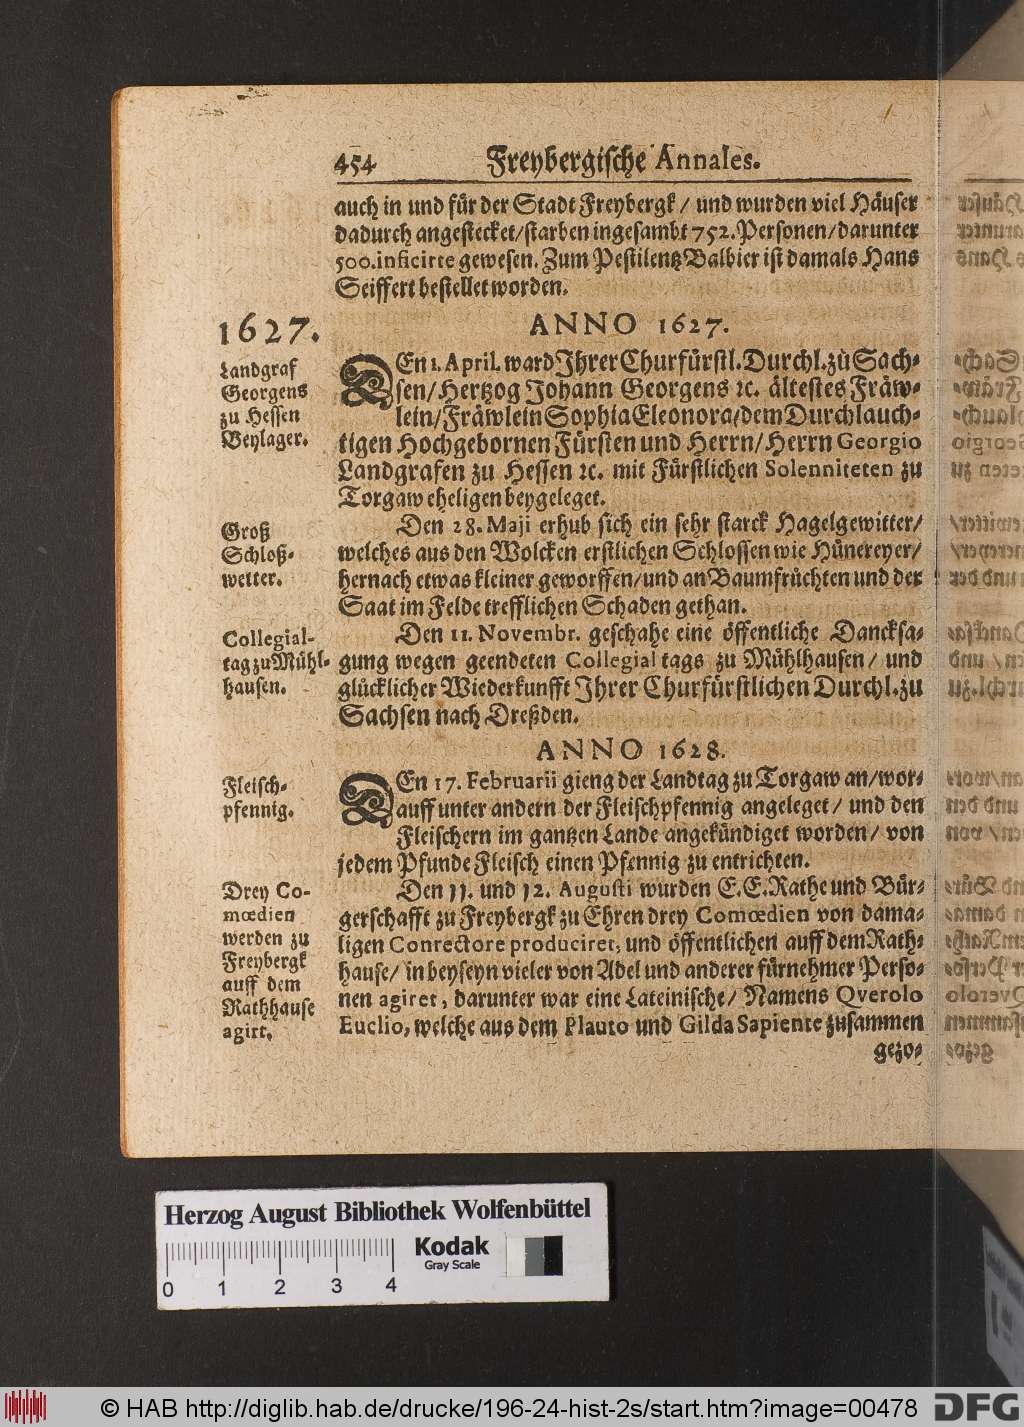 454 Freybergische Annales.
auch in und für der Stadt Freybergk / und wurden viel Häuser
dadurch angestecket/starben ingesambt 752. Personen/darunter
500. inficirte gewesen. Zum Pestilentz Balbier ist damals Hans
Seiffert bestellet worden.
1627.
ANNO 1627.
Landgraf
Georgens
zu Hessen
Beylager.
DEn 1. April. ward Ihrer Churfürstl. Durchl. zu Sach-
sen/ Hertzog Johann Georgens ꝛc. ältestes Fräw-
lein/Fräwlein Sophia Eleonora/dem Durchlauch-
tigen Hochgebornen Fürsten und Herrn/ Herrn Georgio
Landgrafen zu Hessen ꝛc. mit Fürstlichen Solenniteten zu
Torgaw eheligen beygeleget.
Groß
Schloß-
wetter.
Den 28. Maji erhub sich ein sehr starck Hagelgewitter/
welches aus den Wolcken erstlichen Schlossen wie Hünereyer/
hernach etwas kleiner geworffen/und an Baumfrüchten und der
Saat im Felde trefflichen Schaden gethan.
Collegial-
tag zu Mühl-
hausen.
Den 11. Novembr. geschahe eine öffentliche Dancksa-
gung wegen geendeten Collegial tags zu Mühlhausen/ und
glücklicher Wiederkunfft Ihrer Churfürstlichen Durchl. zu
Sachsen nach Dreßden.
ANNO 1628.
Fleisch-
pfennig.
DEn 17. Februarii gieng der Landtag zu Torgaw an/wor-
auff unter andern der Fleischpfennig angeleget/ und den
Fleischern im gantzen Lande angekündiget worden/ von
jedem Pfunde Fleisch einen Pfennig zu entrichten.
Drey Co-
mœdien
werden zu
Freybergk
auff dem
Rathhause
agirt.
Den 11. und 12. Augusti wurden E. E. Rathe und Bür-
gerschafft zu Freybergk zu Ehren drey Comœdien von dama-
ligen Conrectore produciret, und öffentlichen auff dem Rath-
hause/ in beyseyn vieler von Adel und anderer fürnehmer Perso-
nen agiret, darunter war eine Lateinische/ Namens Qverolo
Euclio, welche aus dem Plauto und Gilda Sapiente zusammen
gezo-
Herzog August Bibliothek Wolfenbüttel
Kodak
Gray Scale
0 1 2 3 4
© HAB http://diglib.hab.de/drucke/196-24-hist-2s/start.htm?image=00478
DFG